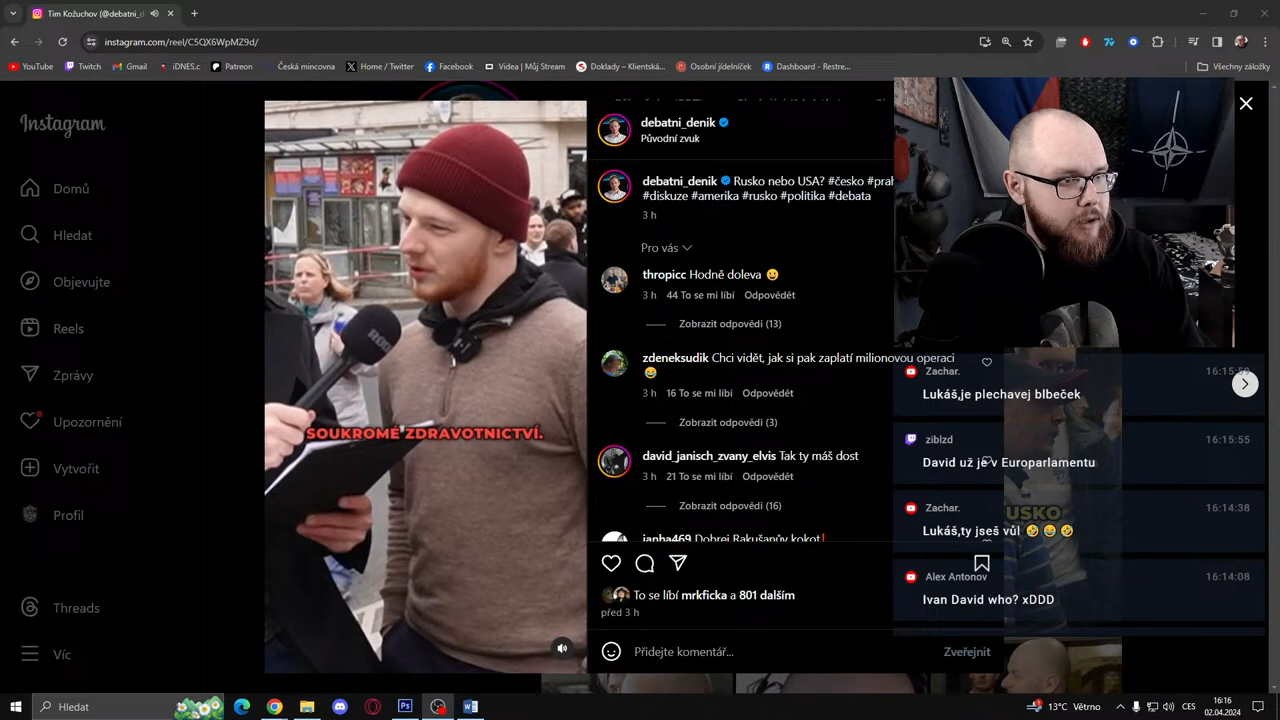 Tim Kožuchov (@debatni_d
instagram.com/reel/C5QX6WpMZ9d/
YouTube
Twitch
Gmail
iDNES.c
Patreon
Česká mincovna
Home / Twitter
Facebook
Videa | Můj Stream
Doklady – Klientská...
Osobní jídelníček
Dashboard - Restre...
Všechny záložky
Instagram
Domů
Hledat
Objevujte
Reels
Zprávy
Upozornění
Vytvořit
Profil
Threads
Víc
RODE
SOUKROMÉ ZDRAVOTNICTVÍ.
debatni_denik
Původní zvuk
debatni_denik Rusko nebo USA? #česko #prah
#diskuze #amerika #rusko #politika #debata
3 h
Pro vás
thropicc Hodně doleva 😀
3 h 44 To se mi líbí Odpovědět
Zobrazit odpovědi (13)
zdeneksudik Chci vidět, jak si pak zaplatí milionovou operaci
😂
3 h 16 To se mi líbí Odpovědět
Zobrazit odpovědi (3)
david_janisch_zvany_elvis Tak ty máš dost
3 h 21 To se mi líbí Odpovědět
Zobrazit odpovědi (16)
janha469 Dobrej Rakušanův kokot❗
To se líbí mrkficka a 801 dalším
před 3 h
Přidejte komentář...
Zveřejnit
Zachar. 16:15:59
Lukáš,je plechavej blbeček
ziblzd 16:15:55
David už je v Europarlamentu
Zachar. 16:14:38
Lukáš,ty jseš vůl 🤣😂🤣
USKO
Alex Antonov 16:14:08
Ivan David who? xDDD
Hledat
13°C Větrno
CES
16:16
02.04.2024